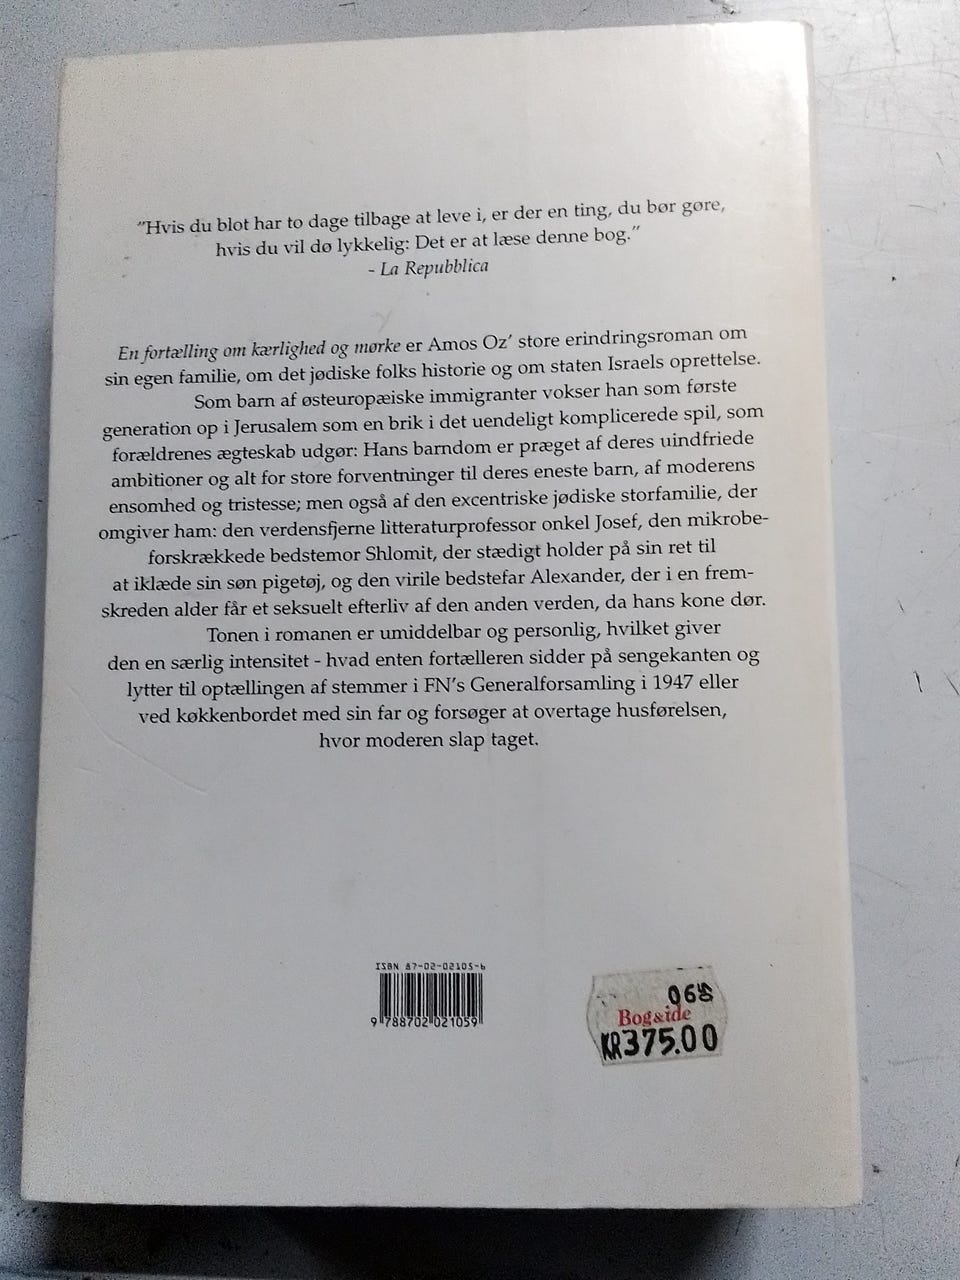 "Hvis du blot har to dage tilbage at leve i, er der en ting, du bør gøre,
hvis du vil dø lykkelig: Det er at læse denne bog."
- La Repubblica
En fortælling om kærlighed og mørke er Amos Oz' store erindringsroman om
sin egen familie, om det jødiske folks historie og om staten Israels oprettelse.
Som barn af østeuropæiske immigranter vokser han som første
generation op i Jerusalem som en brik i det uendeligt komplicerede spil, som
forældrenes ægteskab udgør: Hans barndom er præget af deres uindfriede
ambitioner og alt for store forventninger til deres eneste barn, af moderens
ensomhed og tristesse; men også af den excentriske jødiske storfamilie, der
omgiver ham: den verdensfjerne litteraturprofessor onkel Josef, den mikrobe-
forskrækkede bedstemor Shlomit, der stædigt holder på sin ret til
at iklæde sin søn pigetøj, og den virile bedstefar Alexander, der i en frem-
skreden alder får et seksuelt efterliv af den anden verden, da hans kone dør.
Tonen i romanen er umiddelbar og personlig, hvilket giver
den en særlig intensitet - hvad enten fortælleren sidder på sengekanten og
lytter til optællingen af stemmer i FN's Generalforsamling i 1947 eller
ved køkkenbordet med sin far og forsøger at overtage husførelsen,
hvor moderen slap taget.
ISBN 87-02-02105-6
9 788702 021059
Bog&ide
KR375.00